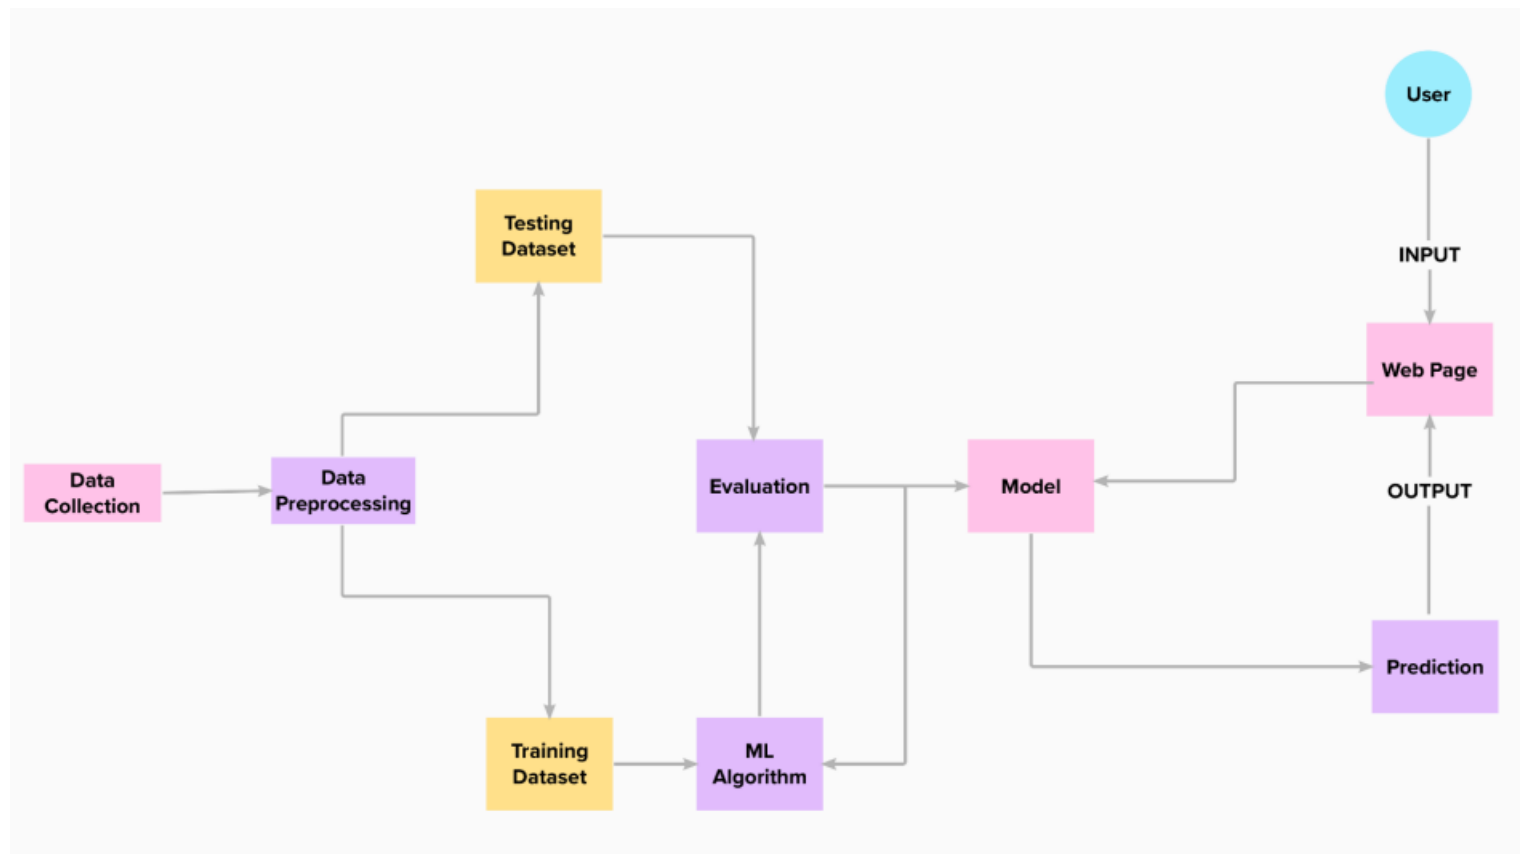 User
Testing
Dataset
INPUT
Web Page
Data
Collection
Data
Preprocessing
Evaluation
Model
OUTPUT
Prediction
Training
Dataset
ML
Algorithm